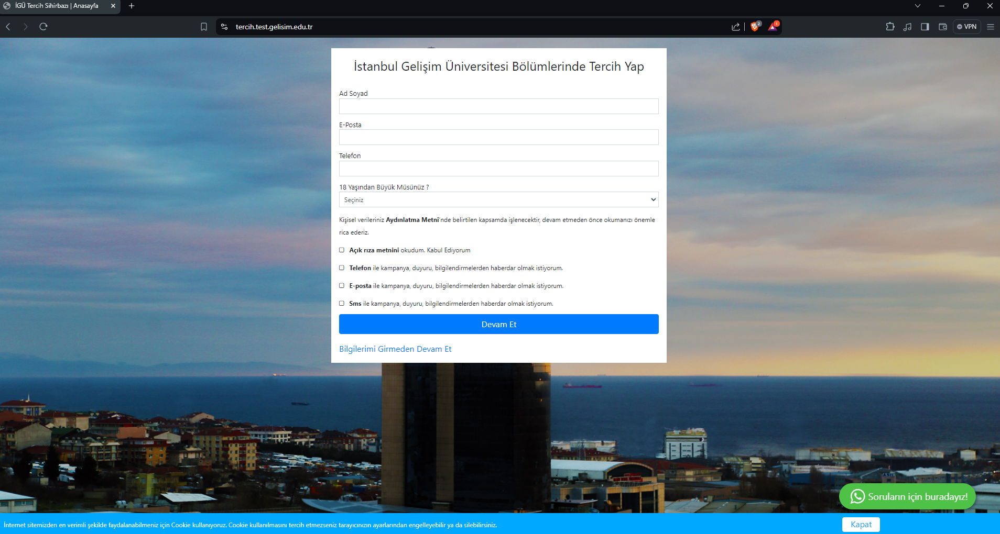 İGÜ Tercih Sihirbazı | Anasayfa
tercih.test.gelisim.edu.tr
2
1
VPN
İstanbul Gelişim Üniversitesi Bölümlerinde Tercih Yap
Ad Soyad
E-Posta
Telefon
18 Yaşından Büyük Müsünüz ?
Seçiniz
Kişisel verileriniz Aydınlatma Metni'nde belirtilen kapsamda işlenecektir, devam etmeden önce okumanızı önemle
rica ederiz.
Açık rıza metnini okudum. Kabul Ediyorum
Telefon ile kampanya, duyuru, bilgilendirmelerden haberdar olmak istiyorum.
E-posta ile kampanya, duyuru, bilgilendirmelerden haberdar olmak istiyorum.
Sms ile kampanya, duyuru, bilgilendirmelerden haberdar olmak istiyorum.
Devam Et
Bilgilerimi Girmeden Devam Et
Soruların için buradayız!
İnternet sitemizden en verimli şekilde faydalanabilmeniz için Cookie kullanıyoruz. Cookie kullanılmasını tercih etmezseniz tarayıcınızın ayarlarından engelleyebilir ya da silebilirsiniz.
Kapat